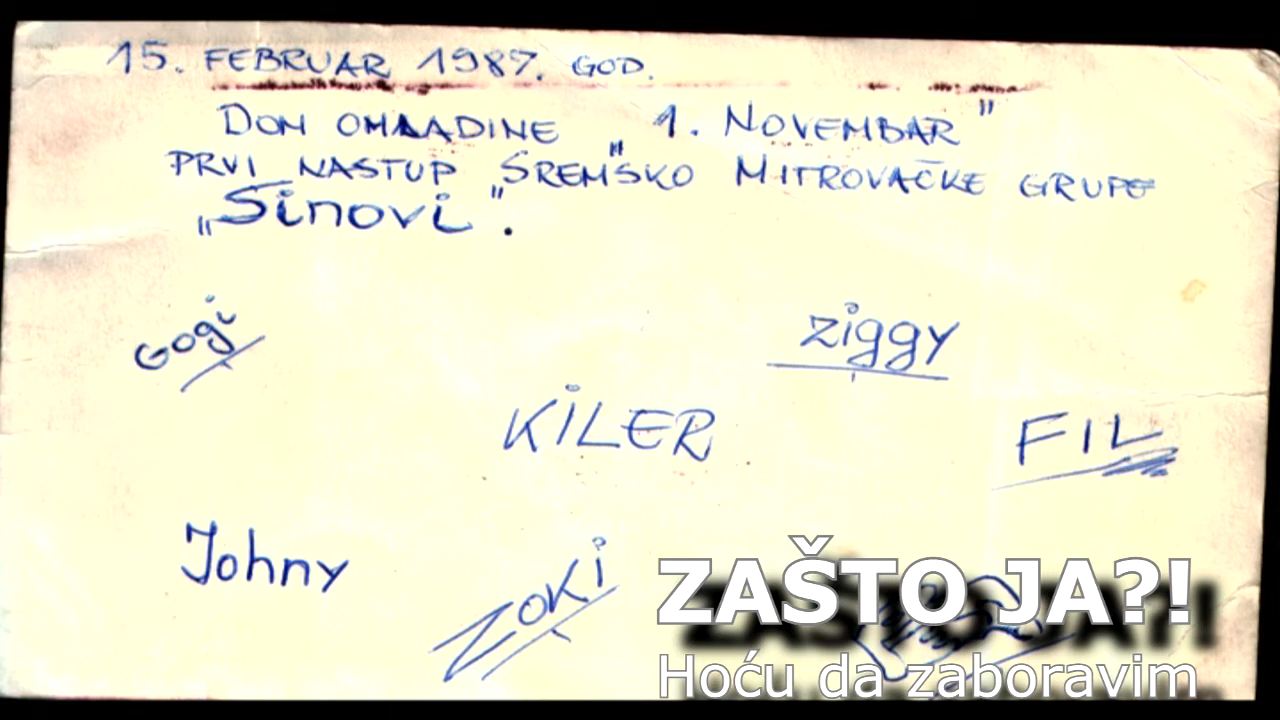 15. FEBRUAR 1987. GOD.
DOM OMLADINE „1. NOVEMBAR"
PRVI NASTUP „SREMSKO MITROVAČKE GRUPE
„Sinovi".
Gogi
Ziggy
KiLER
FIL
Johny
ZOKi
ZAŠTO JA?!
Hoću da zaboravim